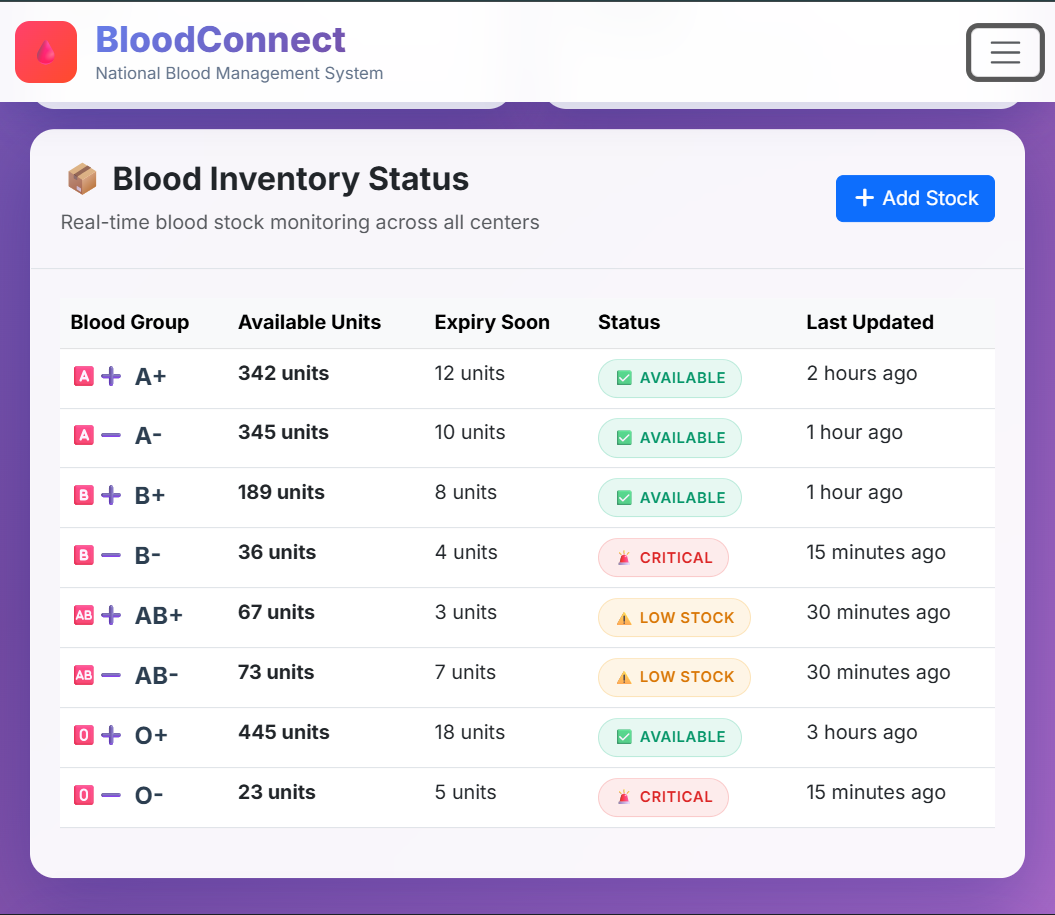 BloodConnect
National Blood Management System
📦 Blood Inventory Status
Real-time blood stock monitoring across all centers
+ Add Stock
Blood Group Available Units Expiry Soon Status Last Updated
🅰️➕ A+ 342 units 12 units ✅ AVAILABLE 2 hours ago
🅰️➖ A- 345 units 10 units ✅ AVAILABLE 1 hour ago
🅱️➕ B+ 189 units 8 units ✅ AVAILABLE 1 hour ago
🅱️➖ B- 36 units 4 units 🚨 CRITICAL 15 minutes ago
🆎➕ AB+ 67 units 3 units ⚠️ LOW STOCK 30 minutes ago
🆎➖ AB- 73 units 7 units ⚠️ LOW STOCK 30 minutes ago
🅾️➕ O+ 445 units 18 units ✅ AVAILABLE 3 hours ago
🅾️➖ O- 23 units 5 units 🚨 CRITICAL 15 minutes ago